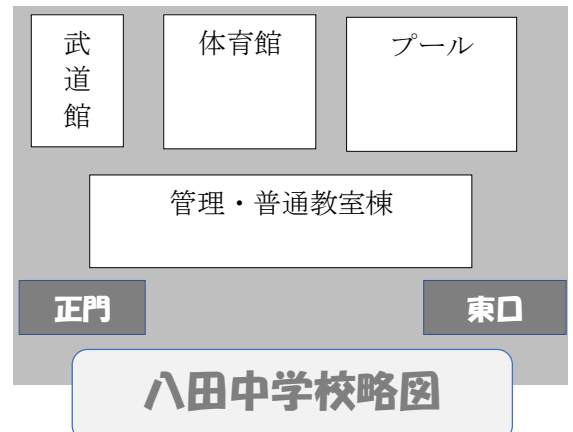 武道館
体育館
プール
管理・普通教室棟
正門
東口
八田中学校略図